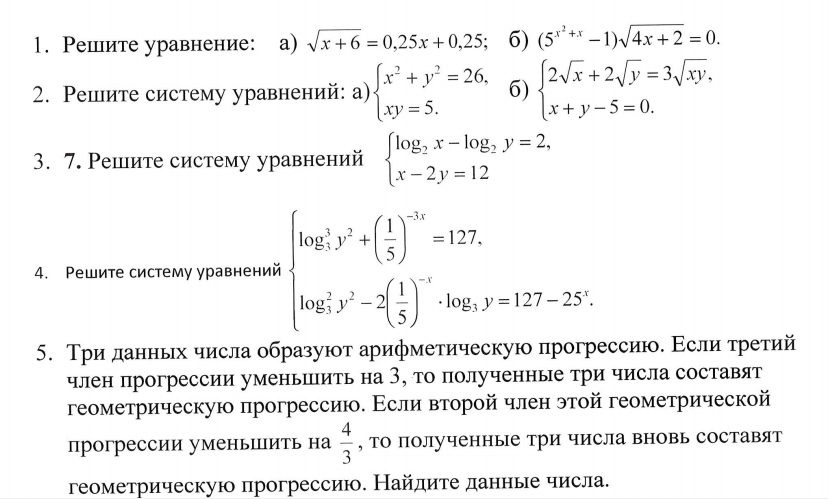 1. Решите уравнение: а) √(x+6) = 0,25x + 0,25; б) (5^(x²+x) −1)√(4x+2) = 0.
2. Решите систему уравнений: а) { x² + y² = 26, xy = 5. б) { 2√x + 2√y = 3√(xy), x + y − 5 = 0.
3. 7. Решите систему уравнений { log₂ x − log₂ y = 2, x − 2y = 12
4. Решите систему уравнений { log₃³ y² + (1/5)^(−3x) = 127, log₃² y² − 2(1/5)^(−x) · log₃ y = 127 − 25^x.
5. Три данных числа образуют арифметическую прогрессию. Если третий
член прогрессии уменьшить на 3, то полученные три числа составят
геометрическую прогрессию. Если второй член этой геометрической
прогрессии уменьшить на 4/3, то полученные три числа вновь составят
геометрическую прогрессию. Найдите данные числа.